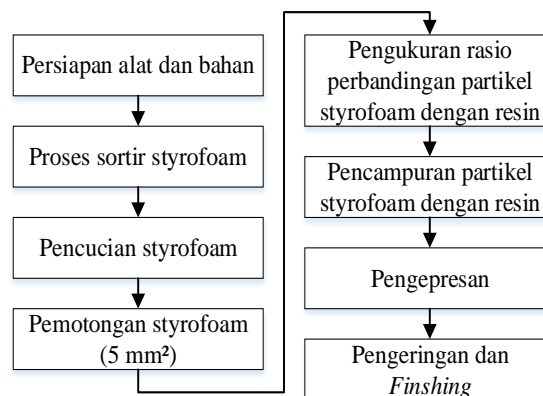 Persiapan alat dan bahan
Proses sortir styrofoam
Pencucian styrofoam
Pemotongan styrofoam
(5 mm²)
Pengukuran rasio
perbandingan partikel
styrofoam dengan resin
Pencampuran partikel
styrofoam dengan resin
Pengepresan
Pengeringan dan
Finshing